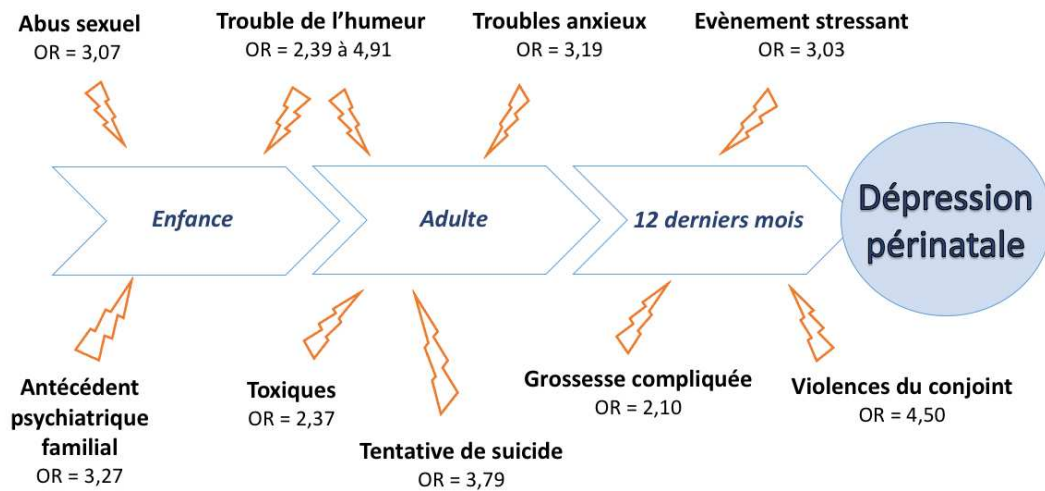 Abus sexuel
OR = 3,07
Trouble de l’humeur
OR = 2,39 à 4,91
Troubles anxieux
OR = 3,19
Evènement stressant
OR = 3,03
Enfance
Adulte
12 derniers mois
Dépression
périnatale
Antécédent
psychiatrique
familial
OR = 3,27
Toxiques
OR = 2,37
Tentative de suicide
OR = 3,79
Grossesse compliquée
OR = 2,10
Violences du conjoint
OR = 4,50